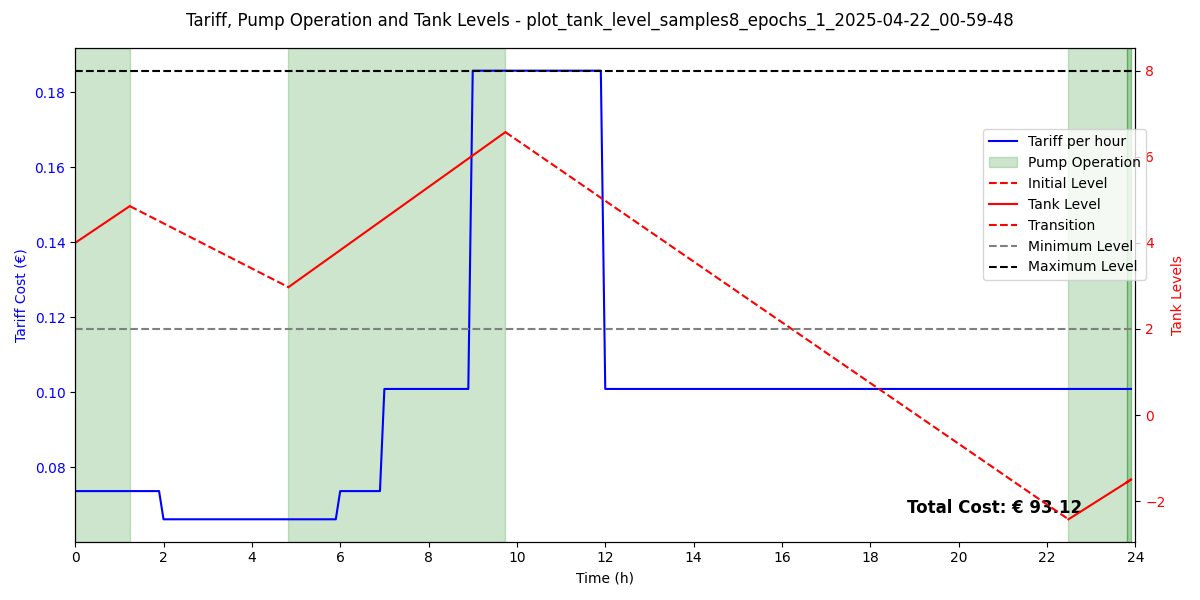 Tariff, Pump Operation and Tank Levels - plot_tank_level_samples8_epochs_1_2025-04-22_00-59-48
Tariff Cost (€)
0.18
0.16
0.14
0.12
0.10
0.08
8
6
4
2
0
−2
Tank Levels
Tariff per hour
Pump Operation
Initial Level
Tank Level
Transition
Minimum Level
Maximum Level
Total Cost: € 93.12
0 2 4 6 8 10 12 14 16 18 20 22 24
Time (h)